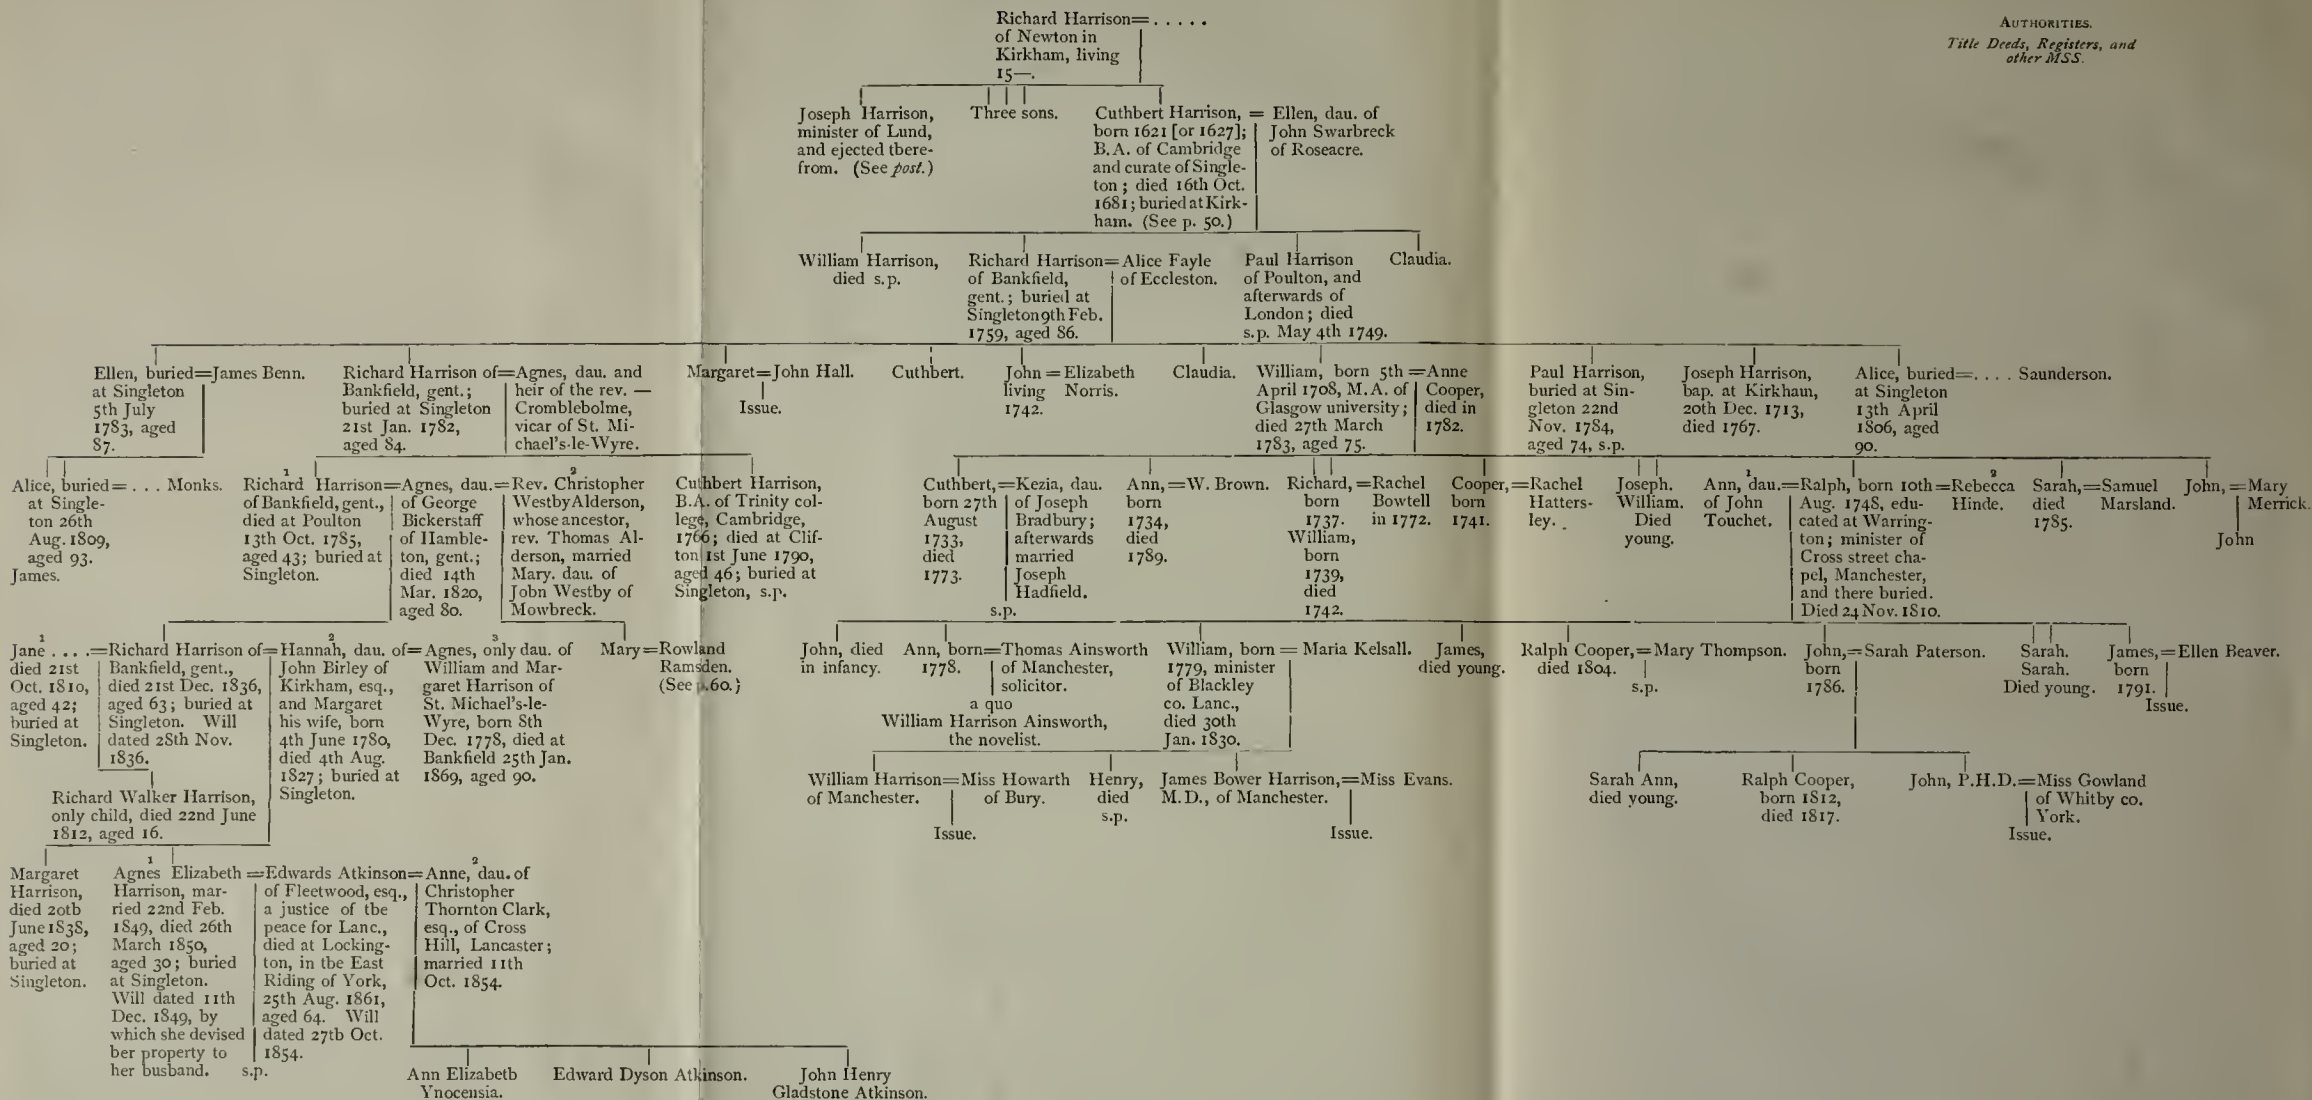 Richard Harrison= . . . . .
of Newton in
Kirkham, living
15—.
AUTHORITIES.
Title Deeds, Registers, and
other MSS.
Joseph Harrison,
minister of Lund,
and ejected there-
from. (See post.)
Three sons.
Cuthbert Harrison, =
born 1621 [or 1627];
B.A. of Cambridge
and curate of Single-
ton ; died 16th Oct.
1681; buried at Kirk-
ham. (See p. 50.)
Ellen, dau. of
John Swarbreck
of Roseacre.
William Harrison,
died s.p.
Richard Harrison=
of Bankfield,
gent.; buried at
Singleton 9th Feb.
1759, aged 86.
Alice Fayle
of Eccleston.
Paul Harrison
of Poulton, and
afterwards of
London; died
s.p. May 4th 1749.
Claudia.
Ellen, buried=
at Singleton
5th July
1783, aged
87.
James Benn.
Richard Harrison of=
Bankfield, gent.;
buried at Singleton
21st Jan. 1782,
aged 84.
Agnes, dau. and
heir of the rev. —
Cromblebolme,
vicar of St. Mi-
chael's-le-Wyre.
Margaret=John Hall.
Issue.
Cuthbert.
John =
living
1742.
Elizabeth
Norris.
Claudia.
William, born 5th =
April 1708, M.A. of
Glasgow university;
died 27th March
1783, aged 75.
Anne
Cooper,
died in
1782.
Paul Harrison,
buried at Sin-
gleton 22nd
Nov. 1784,
aged 74, s.p.
Joseph Harrison,
bap. at Kirkham,
20th Dec. 1713,
died 1767.
Alice, buried=. . . . Saunderson.
at Singleton
13th April
1806, aged
90.
Alice, buried= . . . Monks.
at Single-
ton 26th
Aug. 1809,
aged 93.
James.
1
Richard Harrison=
of Bankfield, gent.,
died at Poulton
13th Oct. 1785,
aged 43; buried at
Singleton.
Agnes, dau.=
of George
Bickerstaff
of Hamble-
ton, gent.;
died 14th
Mar. 1820,
aged 80.
2
Rev. Christopher
Westby Alderson,
whose ancestor,
rev. Thomas Al-
derson, married
Mary. dau. of
John Westby of
Mowbreck.
Cuthbert Harrison,
B.A. of Trinity col-
lege, Cambridge,
1766; died at Clif-
ton 1st June 1790,
aged 46; buried at
Singleton, s.p.
Cuthbert,=
born 27th
August
1733,
died
1773.
Kezia, dau.
of Joseph
Bradbury;
afterwards
married
Joseph
Hadfield.
s.p.
Ann,=W. Brown.
born
1734,
died
1789.
Richard, =
born
1737.
William,
born
1739,
died
1742.
Rachel
Bowtell
in 1772.
Cooper,=
born
1741.
Rachel
Hatters-
ley.
Joseph.
William.
Died
young.
1
Ann, dau.=
of John
Touchet.
Ralph, born 10th=
Aug. 1748, edu-
cated at Warring-
ton; minister of
Cross street cha-
pel, Manchester,
and there buried.
Died 24 Nov. 1810.
2
Rebecca
Hinde.
Sarah,=
died
1785.
Samuel
Marsland.
John, =
Mary
Merrick.
John
1
Jane . . . .=
died 21st
Oct. 1810,
aged 42;
buried at
Singleton.
Richard Harrison of=
Bankfield, gent.,
died 21st Dec. 1836,
aged 63; buried at
Singleton. Will
dated 28th Nov.
1836.
2
Hannah, dau. of=
John Birley of
Kirkham, esq.,
and Margaret
his wife, born
4th June 1780,
died 4th Aug.
1827; buried at
Singleton.
3
Agnes, only dau. of
William and Mar-
garet Harrison of
St. Michael's-le-
Wyre, born 8th
Dec. 1778, died at
Bankfield 25th Jan.
1869, aged 90.
Mary=Rowland
Ramsden.
(See p. 60.)
John, died
in infancy.
Ann, born=
1778.
Thomas Ainsworth
of Manchester,
solicitor.
a quo
William Harrison Ainsworth,
the novelist.
William, born =
1779, minister
of Blackley
co. Lanc.,
died 30th
Jan. 1830.
Maria Kelsall.
James,
died young.
Ralph Cooper,=Mary Thompson.
died 1804.
s.p.
John,=Sarah Paterson.
born
1786.
Sarah.
Sarah.
Died young.
James,=Ellen Beaver.
born
1791.
Issue.
Richard Walker Harrison,
only child, died 22nd June
1812, aged 16.
William Harrison=Miss Howarth
of Manchester.
of Bury.
Issue.
Henry,
died
s.p.
James Bower Harrison,=Miss Evans.
M.D., of Manchester.
Issue.
Sarah Ann,
died young.
Ralph Cooper,
born 1812,
died 1817.
John, P.H.D.=Miss Gowland
of Whitby co.
York.
Issue.
Margaret
Harrison,
died 20th
June 1838,
aged 20;
buried at
Singleton.
1
Agnes Elizabeth =
Harrison, mar-
ried 22nd Feb.
1849, died 26th
March 1850,
aged 30; buried
at Singleton.
Will dated 11th
Dec. 1849, by
which she devised
her property to
her husband.
s.p.
Edwards Atkinson=
of Fleetwood, esq.,
a justice of the
peace for Lanc.,
died at Locking-
ton, in the East
Riding of York,
25th Aug. 1861,
aged 64. Will
dated 27th Oct.
1854.
2
Anne, dau. of
Christopher
Thornton Clark,
esq., of Cross
Hill, Lancaster;
married 11th
Oct. 1854.
Ann Elizabeth
Ynocensia.
Edward Dyson Atkinson.
John Henry
Gladstone Atkinson.